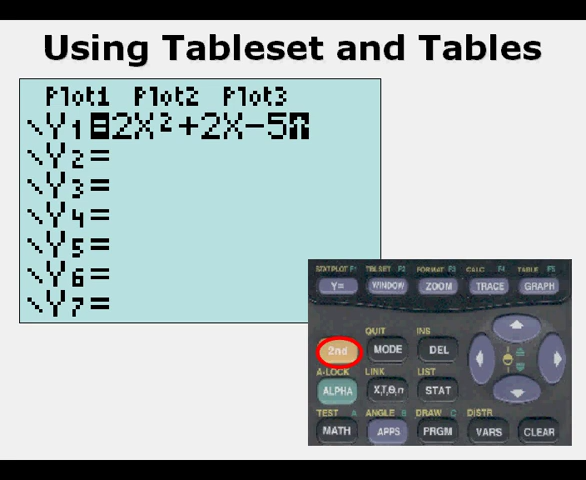 Using Tableset and Tables
Plot1 Plot2 Plot3
\Y1=2X²+2X-5
\Y2=
\Y3=
\Y4=
\Y5=
\Y6=
\Y7=
STAT PLOT F1 TBLSET F2 FORMAT F3 CALC F4 TABLE F5
Y= WINDOW ZOOM TRACE GRAPH
QUIT INS
2nd MODE DEL
A-LOCK LINK LIST
ALPHA X,T,θ,n STAT
TEST A ANGLE B DRAW C DISTR
MATH APPS PRGM VARS CLEAR